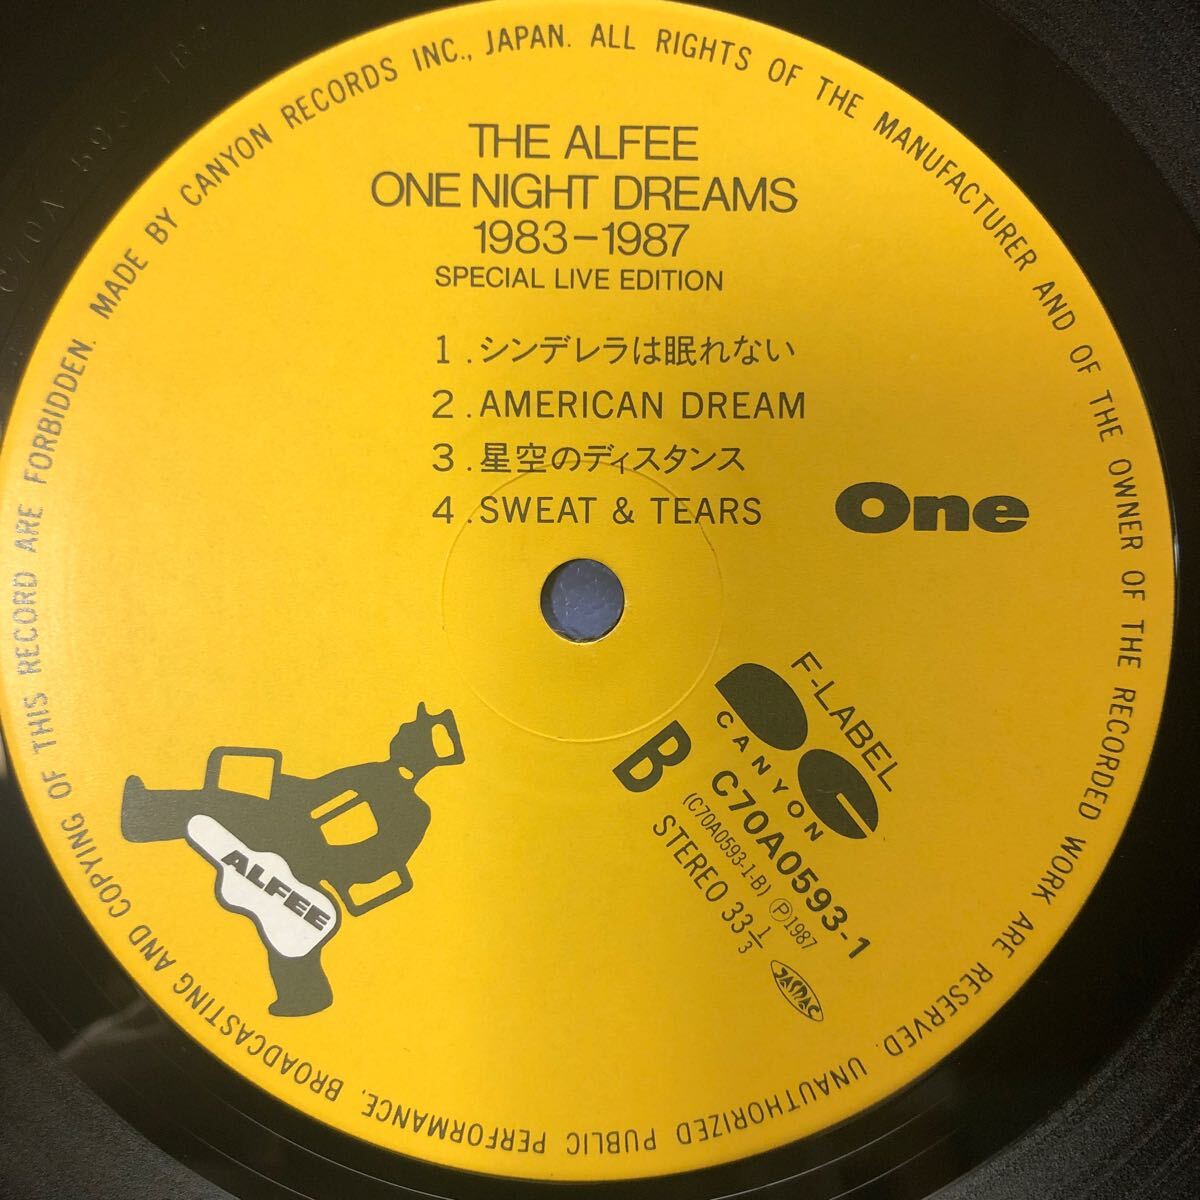 THE ALFEE
ONE NIGHT DREAMS
1983-1987
SPECIAL LIVE EDITION
1.シンデレラは眠れない
2.AMERICAN DREAM
3.星空のディスタンス
4.SWEAT & TEARS
One
F-LABEL
CANYON
B
C70A0593-1
(C70A0593-1-B) Ⓟ1987
STEREO 33 1/3
JASRAC
ALFEE
MADE BY CANYON RECORDS INC., JAPAN. ALL RIGHTS OF THE MANUFACTURER AND OF THE OWNER OF THE RECORDED WORK ARE RESERVED. UNAUTHORIZED PUBLIC PERFORMANCE, BROADCASTING AND COPYING OF THIS RECORD ARE FORBIDDEN.